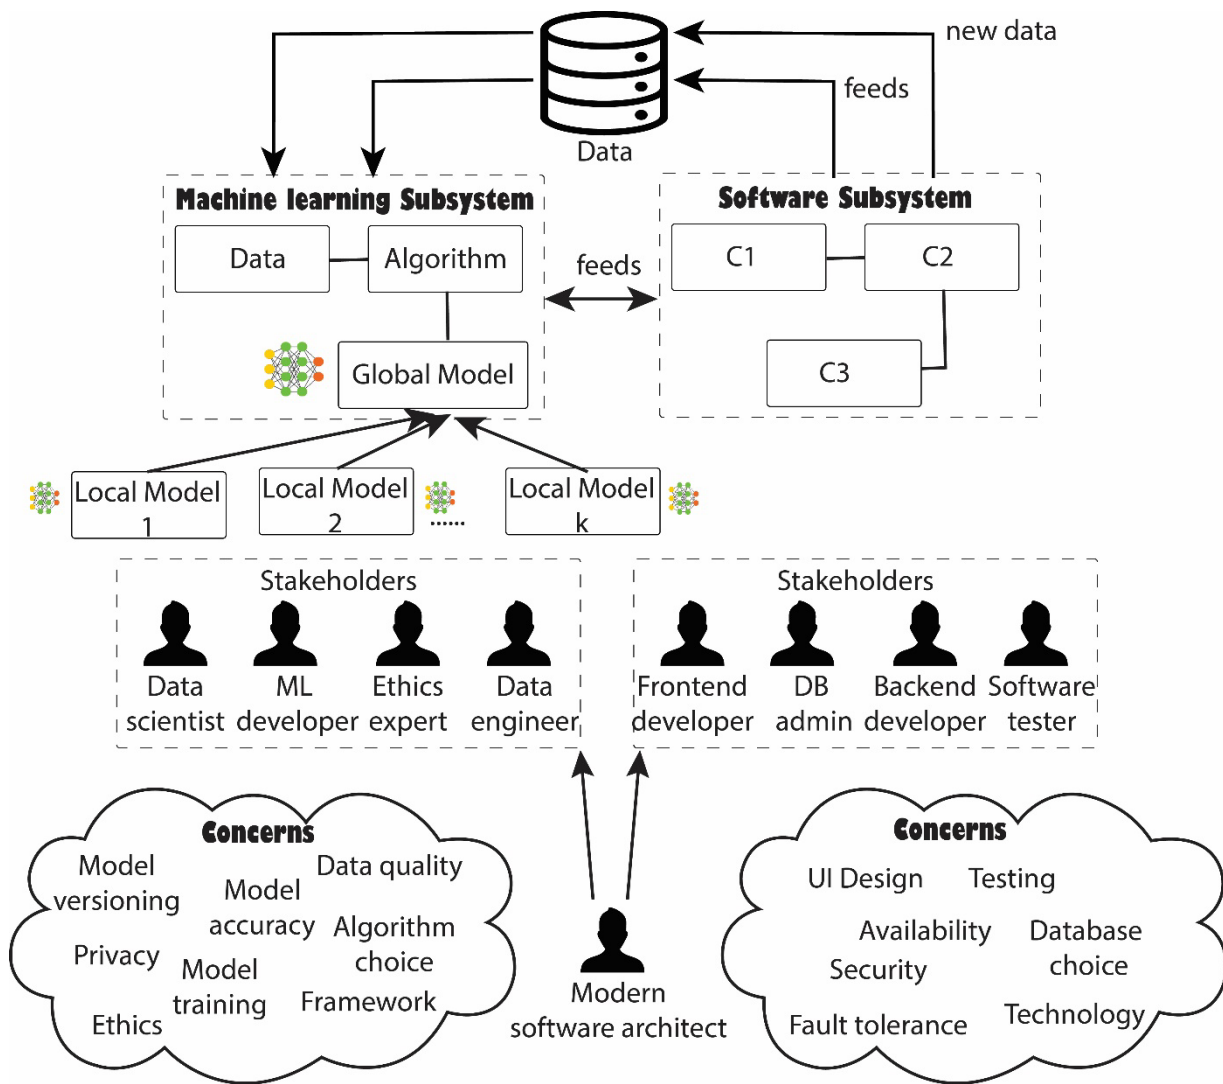 new data
feeds
Data
Machine learning Subsystem
Data
Algorithm
Global Model
feeds
Software Subsystem
C1
C2
C3
Local Model
1
Local Model
2
......
Local Model
k
Stakeholders
Data
scientist
ML
developer
Ethics
expert
Data
engineer
Stakeholders
Frontend
developer
DB
admin
Backend
developer
Software
tester
Concerns
Model
versioning
Data quality
Model
accuracy
Algorithm
choice
Privacy
Model
training
Framework
Ethics
Modern
software architect
Concerns
UI Design
Testing
Availability
Database
choice
Security
Technology
Fault tolerance